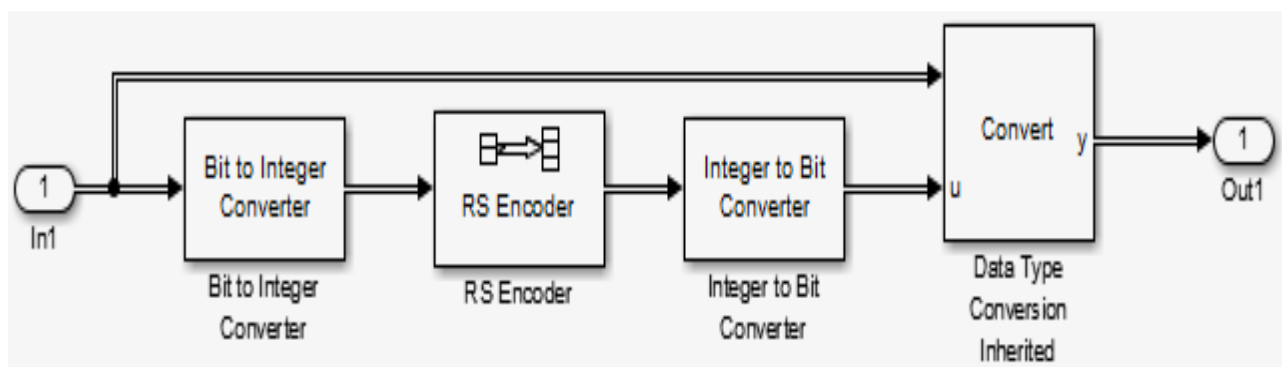 1
In1
Bit to Integer
Converter
Bit to Integer
Converter
RS Encoder
RS Encoder
Integer to Bit
Converter
Integer to Bit
Converter
Convert
y
u
Data Type
Conversion
Inherited
1
Out1